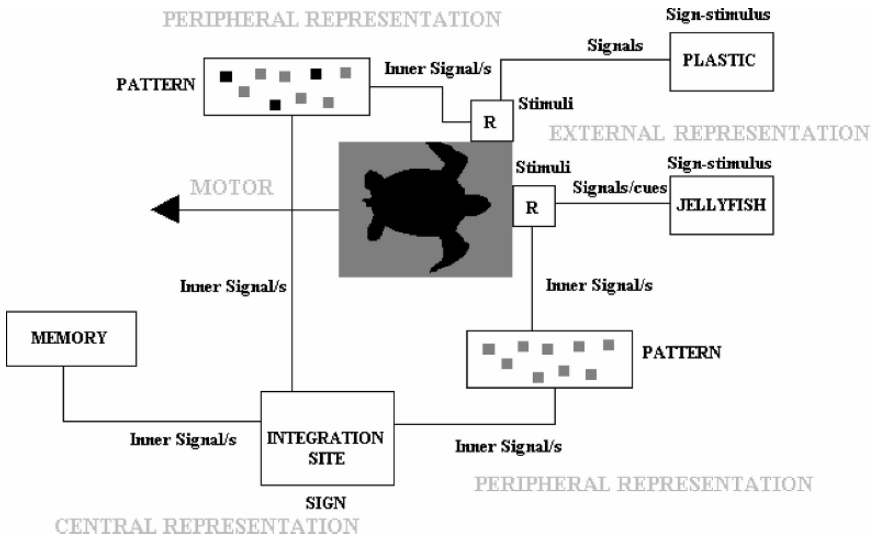 PERIPHERAL REPRESENTATION
Sign-stimulus
Signals
PLASTIC
Inner Signal/s
PATTERN
Stimuli
R
EXTERNAL REPRESENTATION
Stimuli
Sign-stimulus
MOTOR
Signals/cues
R
JELLYFISH
Inner Signal/s
Inner Signal/s
MEMORY
PATTERN
Inner Signal/s
INTEGRATION
SITE
Inner Signal/s
PERIPHERAL REPRESENTATION
SIGN
CENTRAL REPRESENTATION